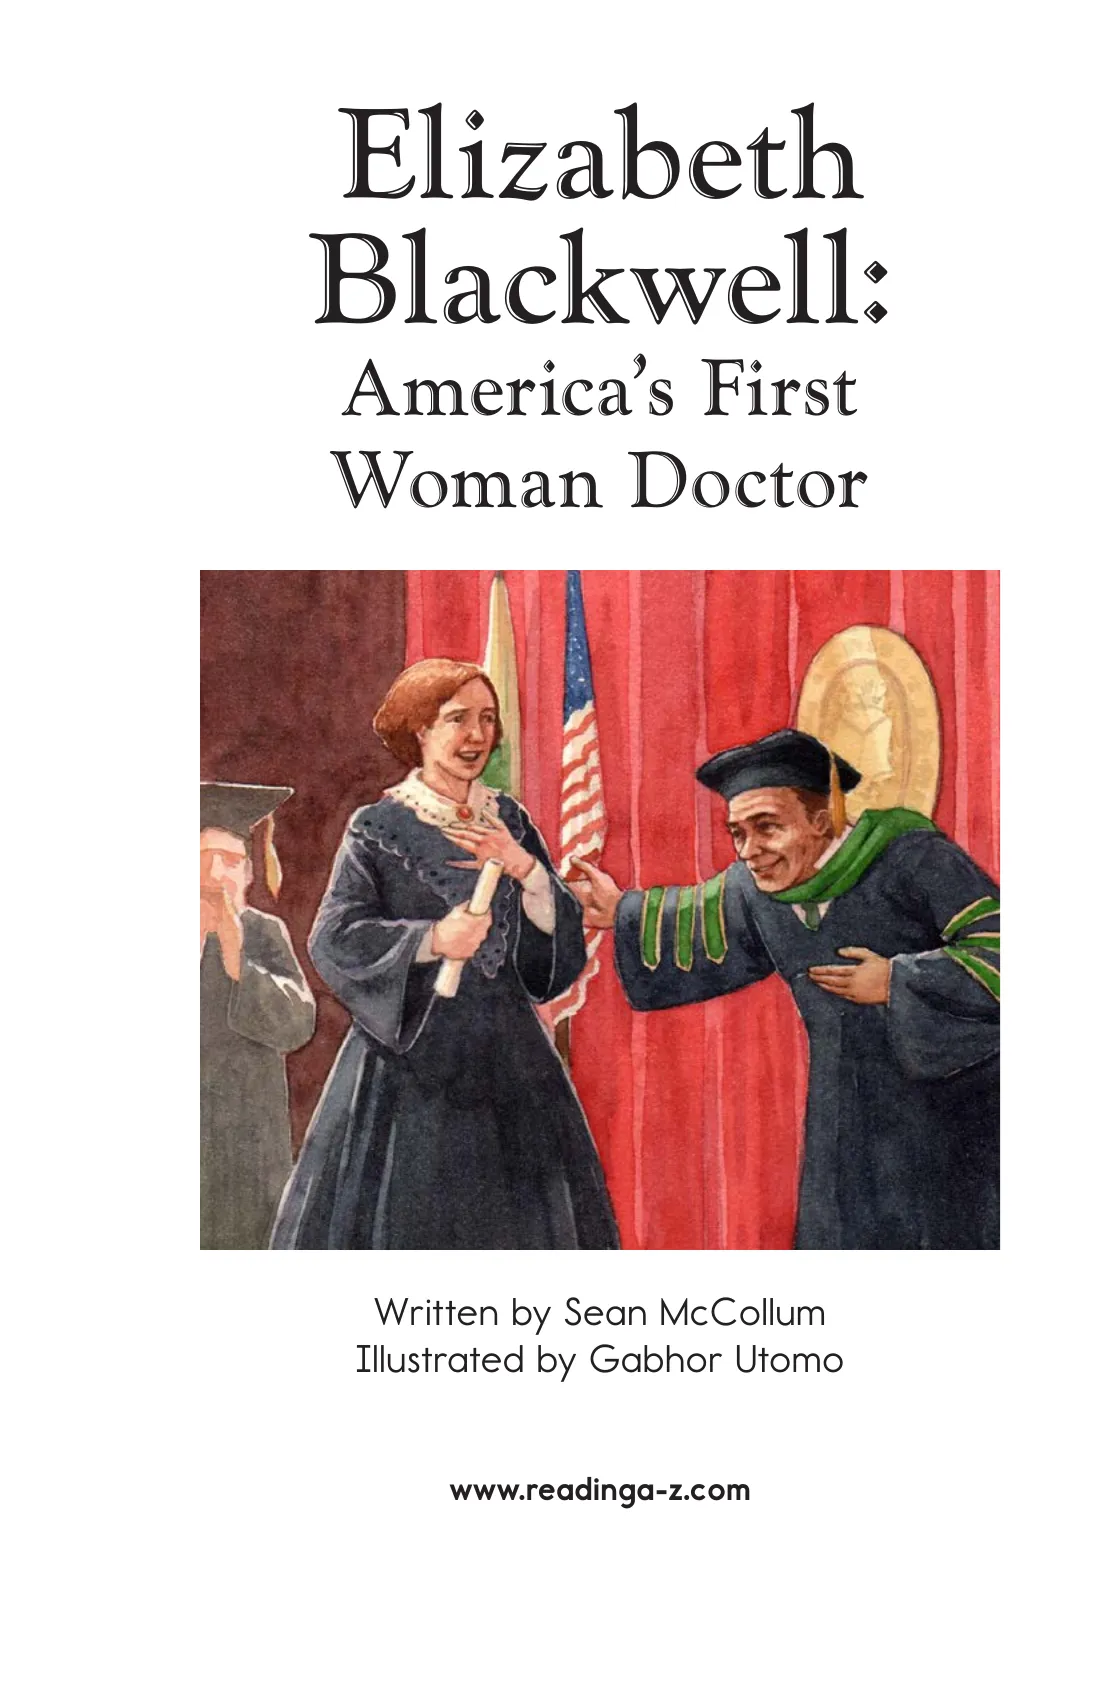 Elizabeth
Blackwell:
America’s First
Woman Doctor
Written by Sean McCollum
Illustrated by Gabhor Utomo
www.readinga-z.com